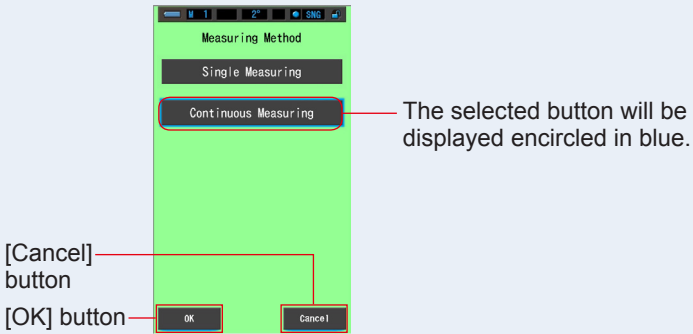 M 1 2° SNG
Measuring Method
Single Measuring
Continuous Measuring
The selected button will be
displayed encircled in blue.
[Cancel]
button
[OK] button
OK Cancel